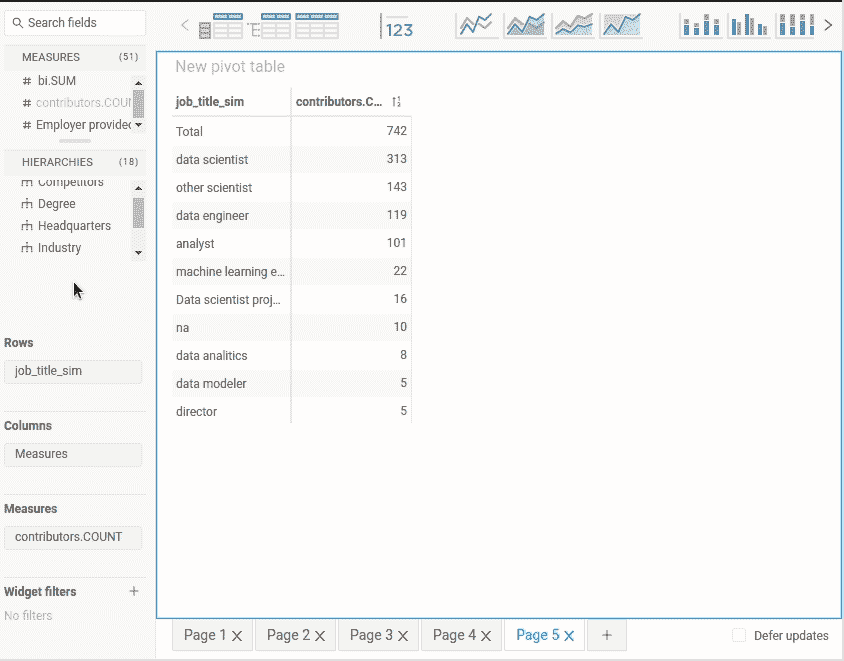 Search fields
MEASURES (51)
# bi.SUM
# contributors.COU
# Employer provided
HIERARCHIES (18)
Competitors
Degree
Headquarters
Industry
Rows
job_title_sim
Columns
Measures
Measures
contributors.COUNT
Widget filters +
No filters
123
New pivot table
job_title_sim contributors.C...
Total 742
data scientist 313
other scientist 143
data engineer 119
analyst 101
machine learning e... 22
Data scientist proj... 16
na 10
data analitics 8
data modeler 5
director 5
Page 1 Page 2 Page 3 Page 4 Page 5 + Defer updates